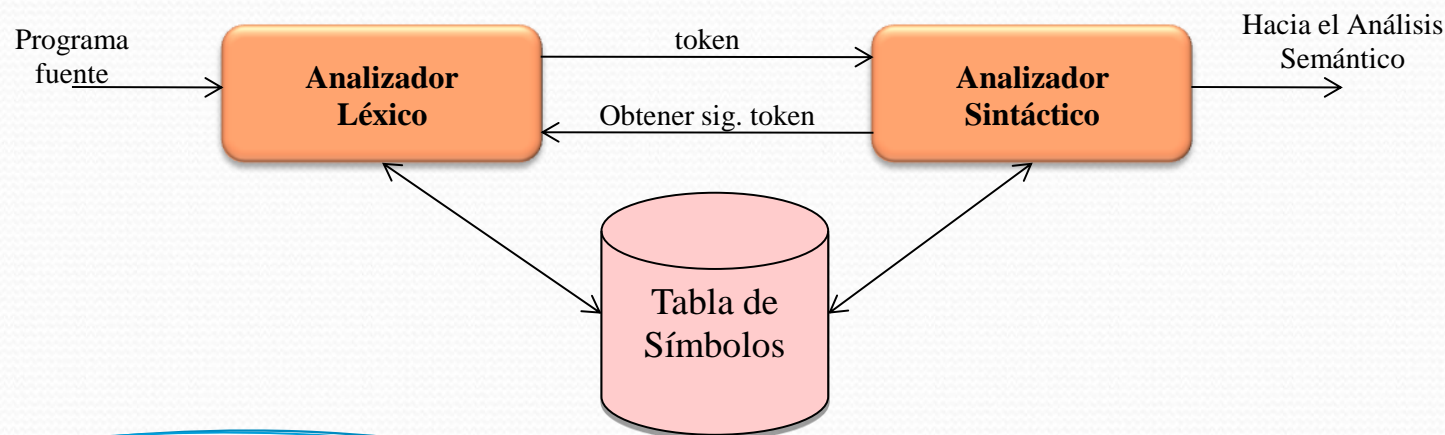 Programa
fuente
Analizador
Léxico
token
Obtener sig. token
Analizador
Sintáctico
Hacia el Análisis
Semántico
Tabla de
Símbolos